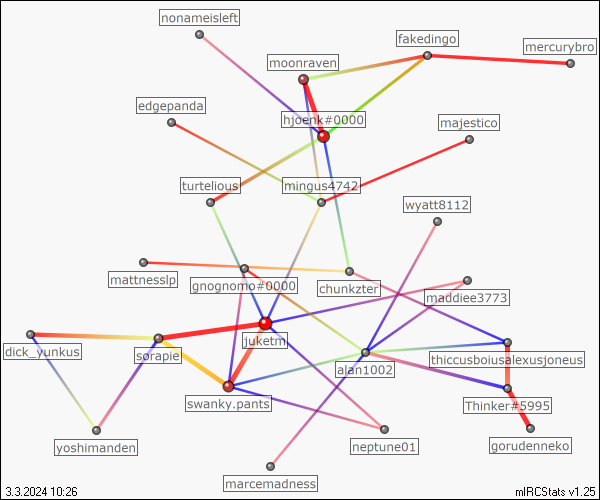 nonameisleft
fakedingo
mercurybro
moonraven
edgepanda
hjoenk#0000
majestico
turtelious
mingus4742
wyatt8112
mattnesslp
gnognomo#0000
chunkzter
maddiee3773
dick_yunkus
sorapie
juketm
alan1002
thiccusboiusalexusjoneus
swanky.pants
Thinker#5995
yoshimanden
neptune01
gorudenneko
marcemadness
3.3.2024 10:26
mIRCStats v1.25